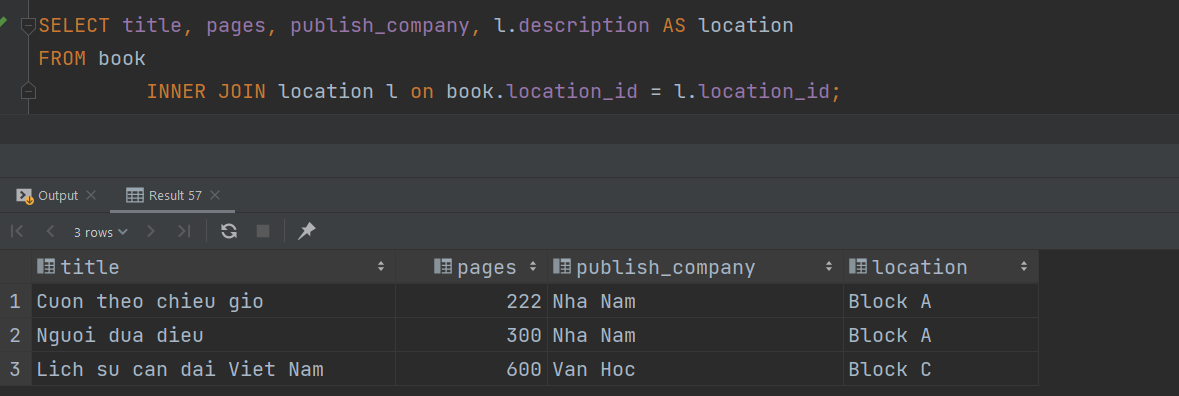 SELECT title, pages, publish_company, l.description AS location
FROM book
INNER JOIN location l on book.location_id = l.location_id;
Output Result 57
3 rows
title pages publish_company location
1 Cuon theo chieu gio 222 Nha Nam Block A
2 Nguoi dua dieu 300 Nha Nam Block A
3 Lich su can dai Viet Nam 600 Van Hoc Block C